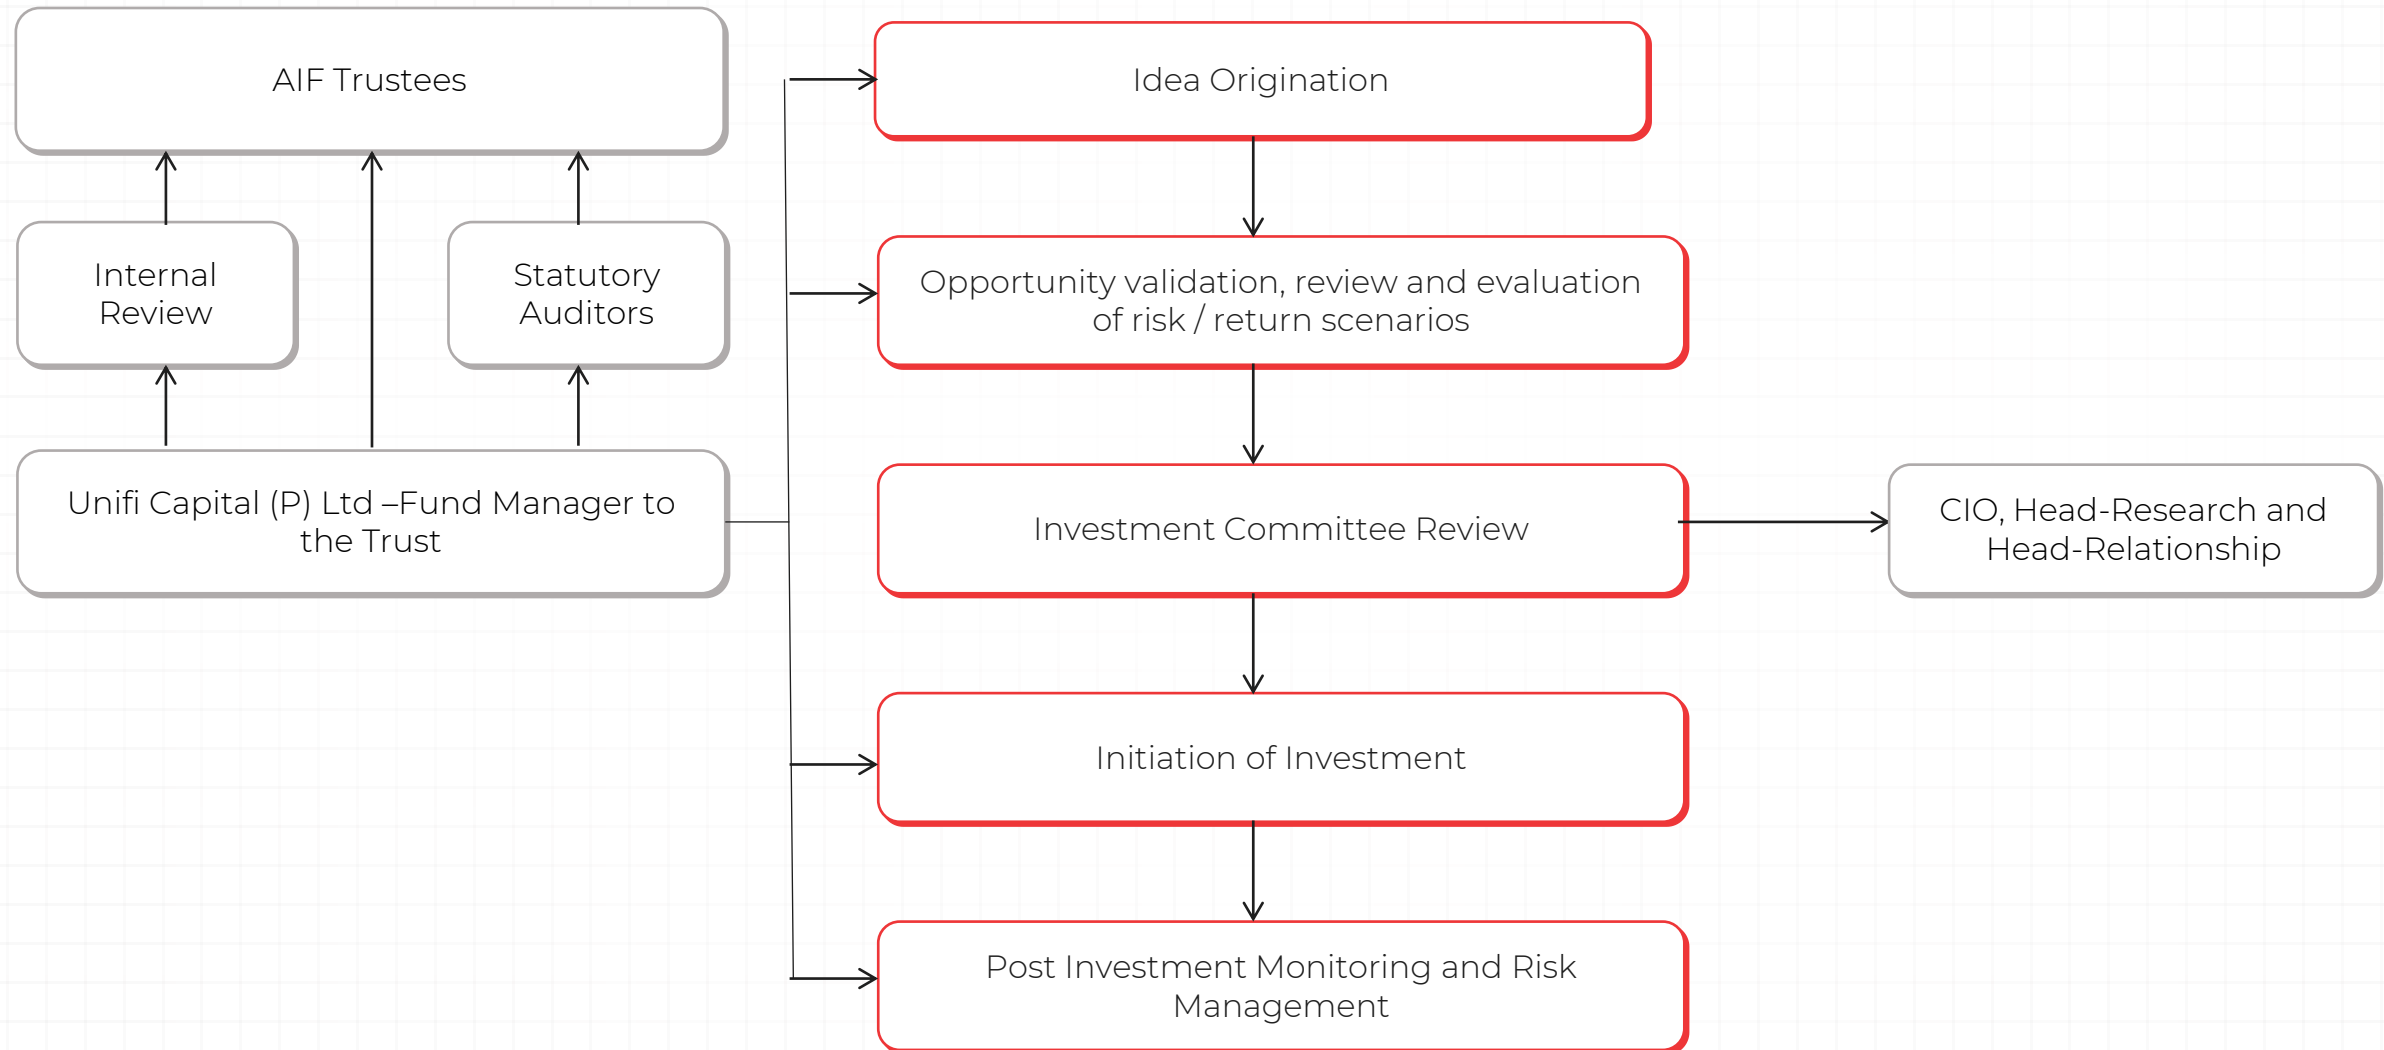 AIF Trustees
Internal
Review
Statutory
Auditors
Unifi Capital (P) Ltd –Fund Manager to
the Trust
Idea Origination
Opportunity validation, review and evaluation
of risk / return scenarios
Investment Committee Review
CIO, Head-Research and
Head-Relationship
Initiation of Investment
Post Investment Monitoring and Risk
Management